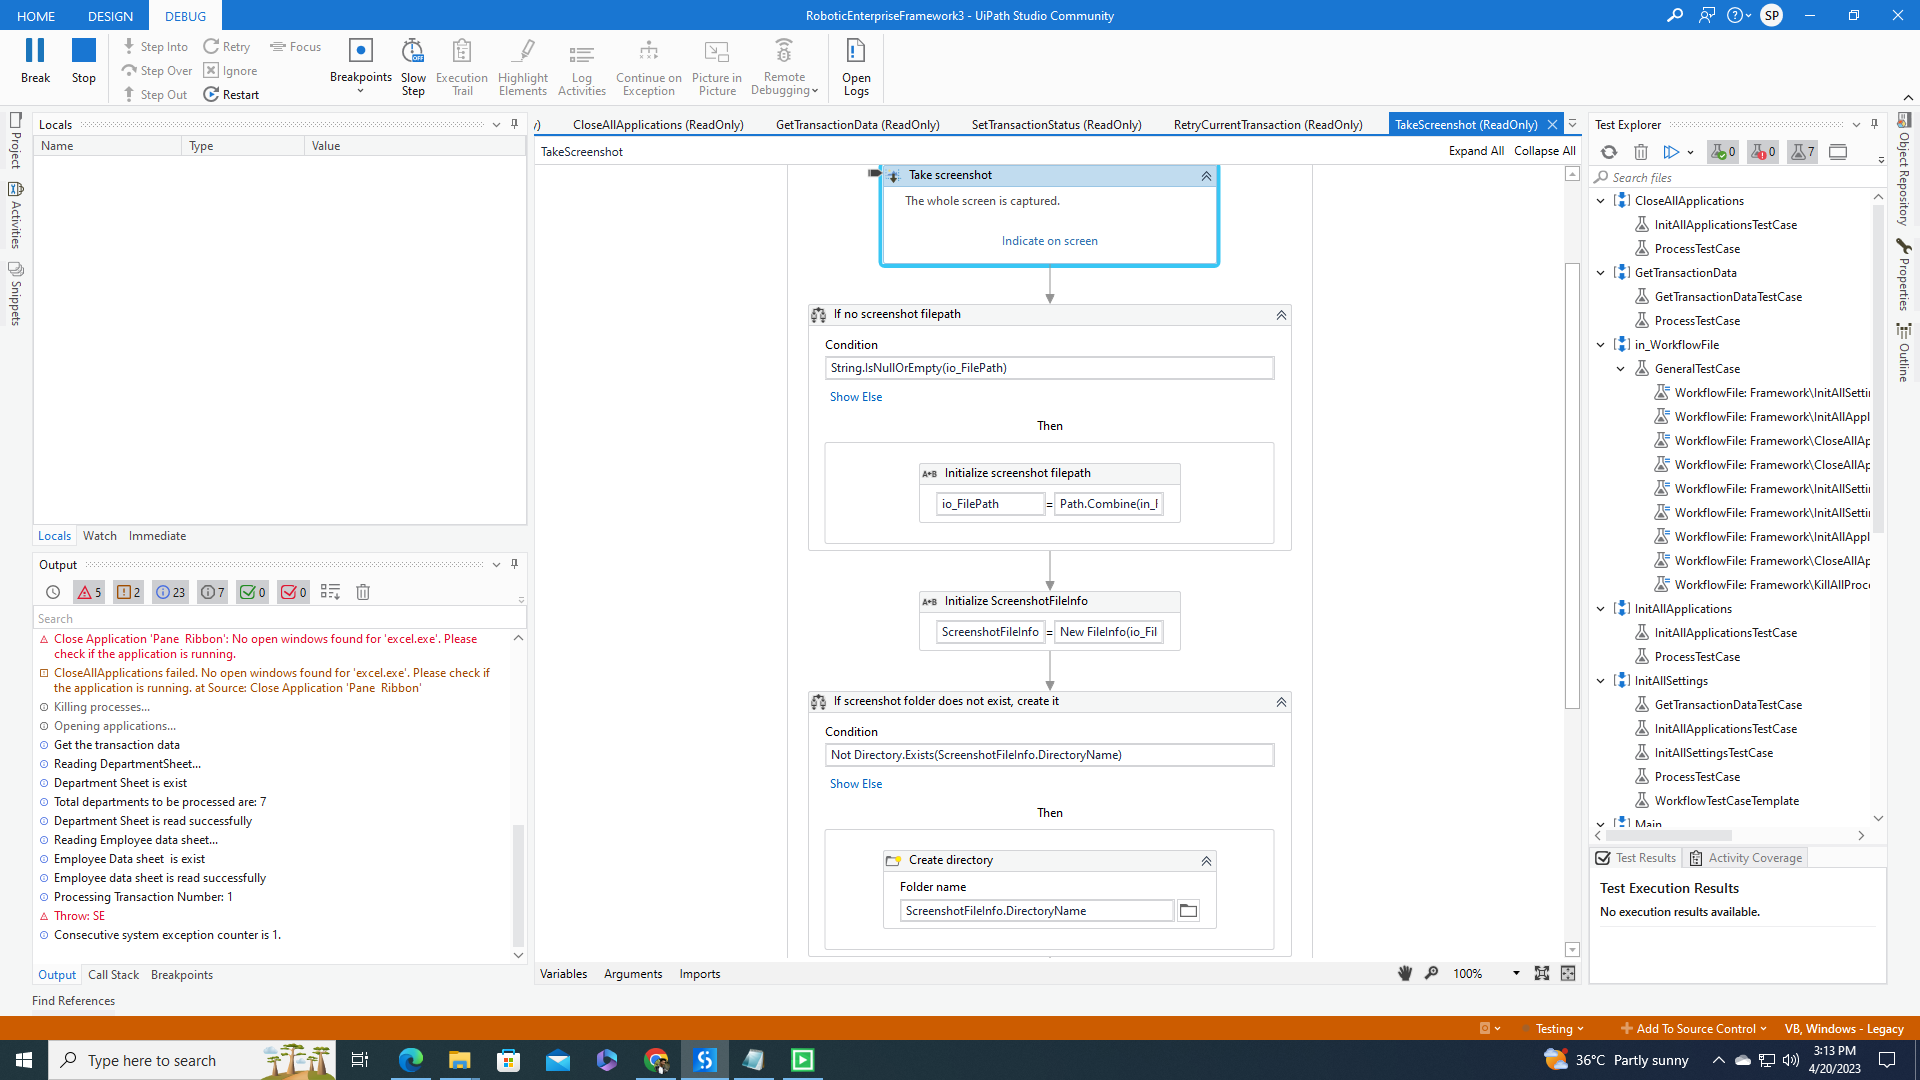 HOME
DESIGN
DEBUG
RoboticEnterpriseFramework3 - UiPath Studio Community
SP
Break
Stop
Step Into
Step Over
Step Out
Retry
Ignore
Restart
Focus
Breakpoints
Slow
Step
Execution
Trail
Highlight
Elements
Log
Activities
Continue on
Exception
Picture in
Picture
Remote
Debugging
Open
Logs
Project
Activities
Snippets
Locals
Name
Type
Value
Locals
Watch
Immediate
Output
5
2
23
7
0
0
Search
Close Application 'Pane  Ribbon': No open windows found for 'excel.exe'. Please
check if the application is running.
CloseAllApplications failed. No open windows found for 'excel.exe'. Please check if
the application is running. at Source: Close Application 'Pane  Ribbon'
Killing processes...
Opening applications...
Get the transaction data
Reading DepartmentSheet...
Department Sheet is exist
Total departments to be processed are: 7
Department Sheet is read successfully
Reading Employee data sheet...
Employee Data sheet  is exist
Employee data sheet is read successfully
Processing Transaction Number: 1
Throw: SE
Consecutive system exception counter is 1.
Output
Call Stack
Breakpoints
Find References
y)
CloseAllApplications (ReadOnly)
GetTransactionData (ReadOnly)
SetTransactionStatus (ReadOnly)
RetryCurrentTransaction (ReadOnly)
TakeScreenshot (ReadOnly)
TakeScreenshot
Expand All
Collapse All
Take screenshot
The whole screen is captured.
Indicate on screen
If no screenshot filepath
Condition
String.IsNullOrEmpty(io_FilePath)
Show Else
Then
A+B Initialize screenshot filepath
io_FilePath = Path.Combine(in_F
A+B Initialize ScreenshotFileInfo
ScreenshotFileInfo = New FileInfo(io_Fil
If screenshot folder does not exist, create it
Condition
Not Directory.Exists(ScreenshotFileInfo.DirectoryName)
Show Else
Then
Create directory
Folder name
ScreenshotFileInfo.DirectoryName
Variables
Arguments
Imports
100%
Test Explorer
0
0
7
Search files
CloseAllApplications
InitAllApplicationsTestCase
ProcessTestCase
GetTransactionData
GetTransactionDataTestCase
ProcessTestCase
in_WorkflowFile
GeneralTestCase
WorkflowFile: Framework\InitAllSetti
WorkflowFile: Framework\InitAllAppl
WorkflowFile: Framework\CloseAllAp
WorkflowFile: Framework\CloseAllAp
WorkflowFile: Framework\InitAllSetti
WorkflowFile: Framework\InitAllSetti
WorkflowFile: Framework\InitAllAppl
WorkflowFile: Framework\CloseAllAp
WorkflowFile: Framework\KillAllProce
InitAllApplications
InitAllApplicationsTestCase
ProcessTestCase
InitAllSettings
GetTransactionDataTestCase
InitAllApplicationsTestCase
InitAllSettingsTestCase
ProcessTestCase
WorkflowTestCaseTemplate
Main
Test Results
Activity Coverage
Test Execution Results
No execution results available.
Object Repository
Properties
Outline
Testing
Add To Source Control
VB, Windows - Legacy
Type here to search
36°C Partly sunny
3:13 PM
4/20/2023